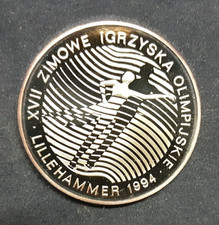 XVII ZIMOWE IGRZYSKA OLIMPIJSKIE
· LILLEHAMMER 1994 ·